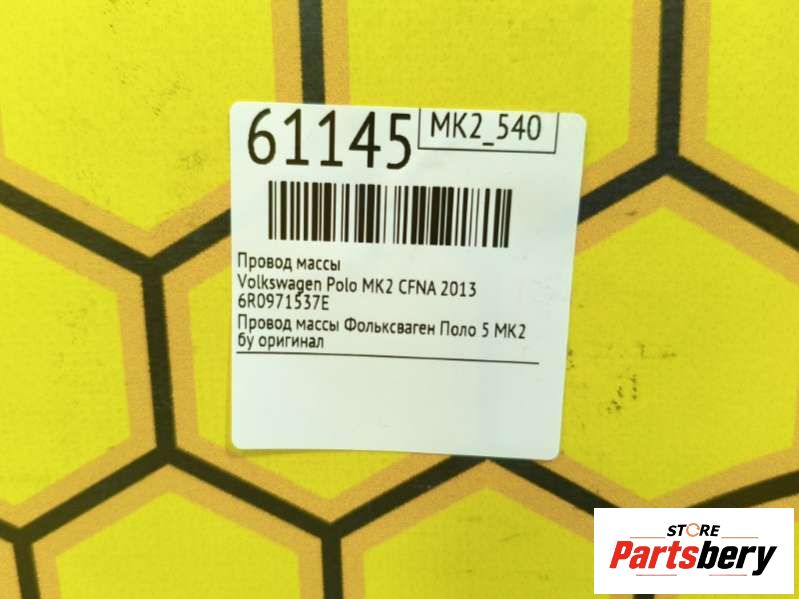 61145
MK2_540
Провод массы
Volkswagen Polo MK2 CFNA 2013
6R0971537E
Провод массы Фольксваген Поло 5 MK2
бу оригинал
STORE
Partsbery